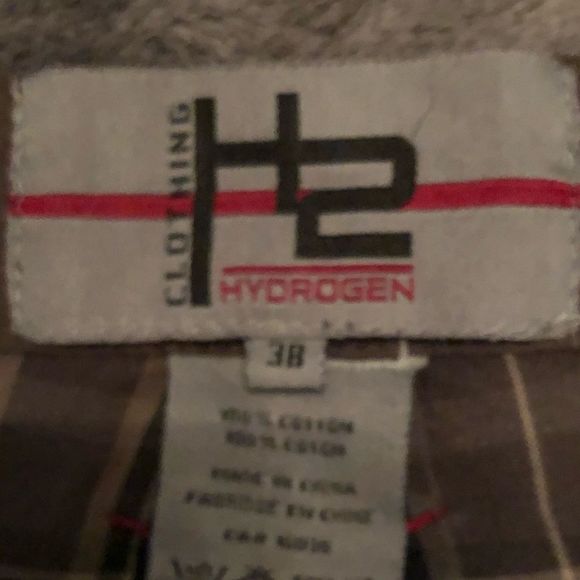 CLOTHING
H2
HYDROGEN
38
100% COTTON
100% COTON
MADE IN CHINA
FABRIQUE EN CHINE